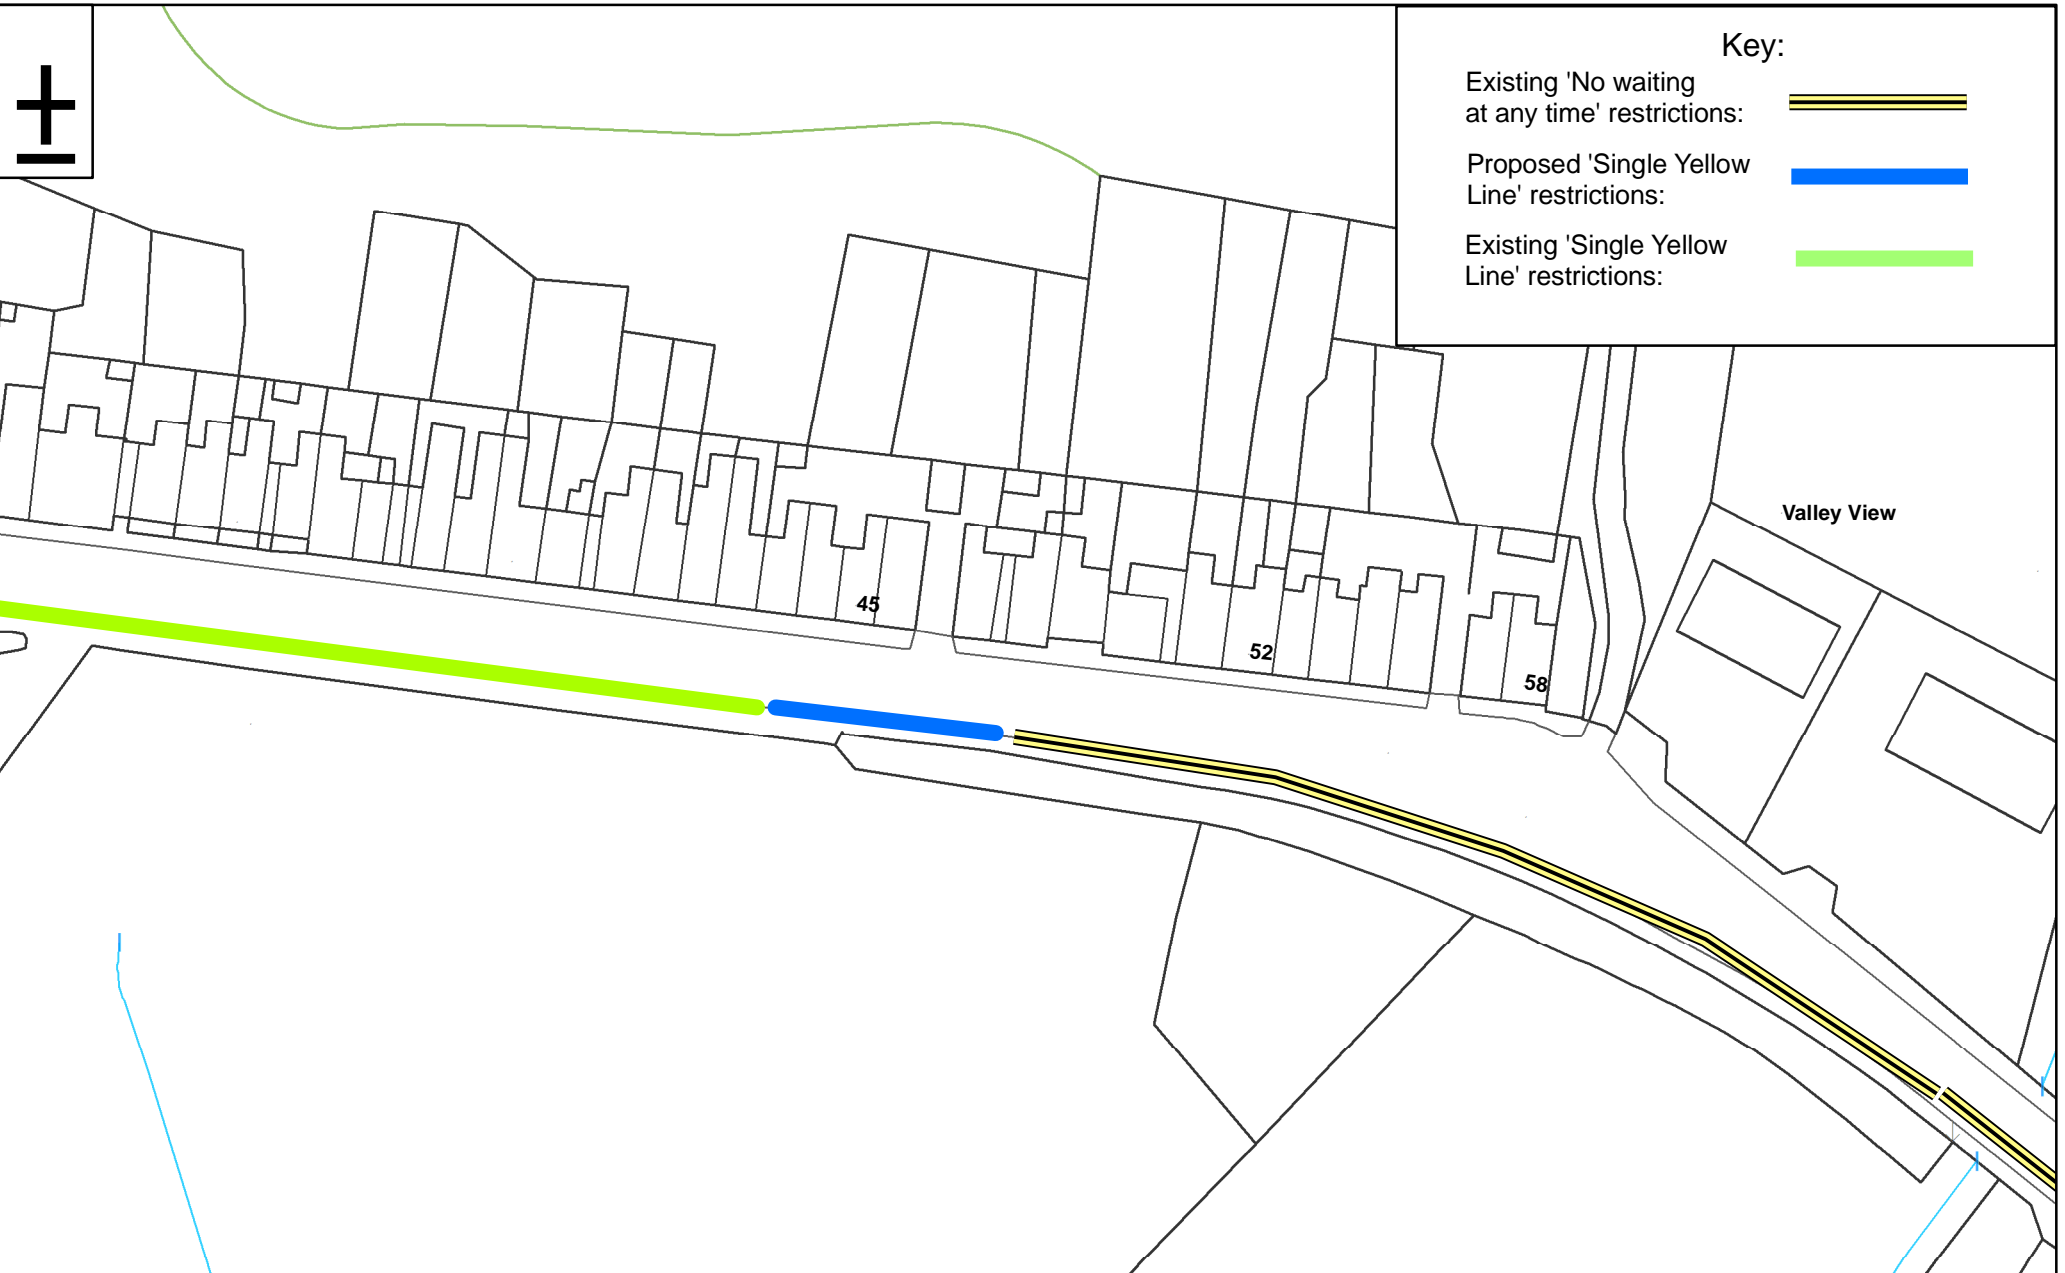 Key:
Existing 'No waiting
at any time' restrictions:
Proposed 'Single Yellow
Line' restrictions:
Existing 'Single Yellow
Line' restrictions:
Valley View
45
52
58